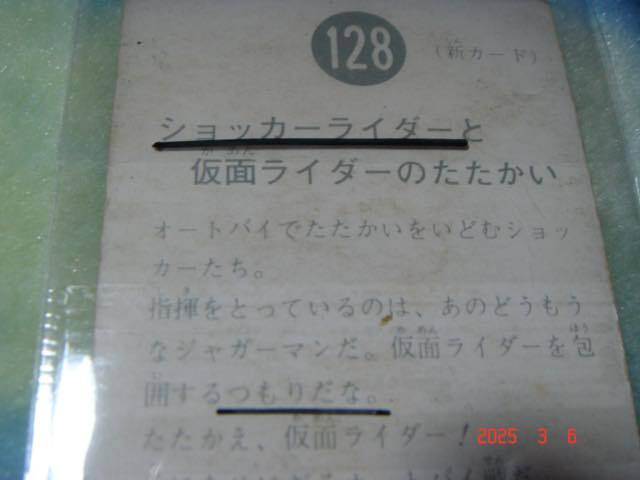 128
(新カード)
ショッカーライダーと
仮面ライダーのたたかい
オートバイでたたかいをいどむショッ
カーたち。
指揮をとっているのは、あのどうもう
なジャガーマンだ。仮面ライダーを包
囲するつもりだな。
たたかえ、仮面ライダー!
2025 3 6